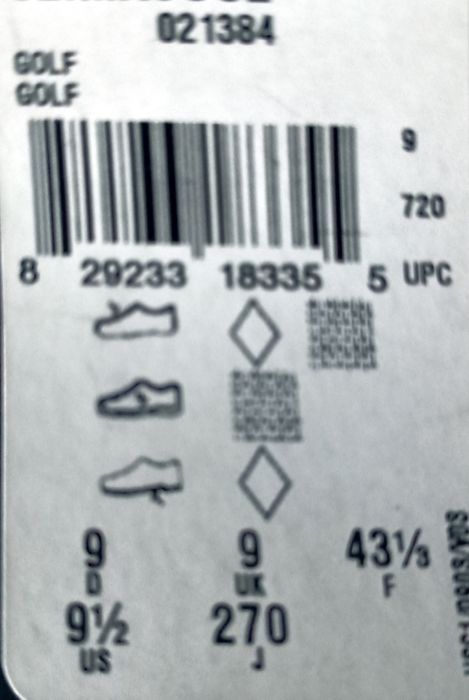 021384
GOLF
GOLF
9
720
8 29233 18335 5 UPC
9 9 43⅓
D UK F
9½ 270
US J